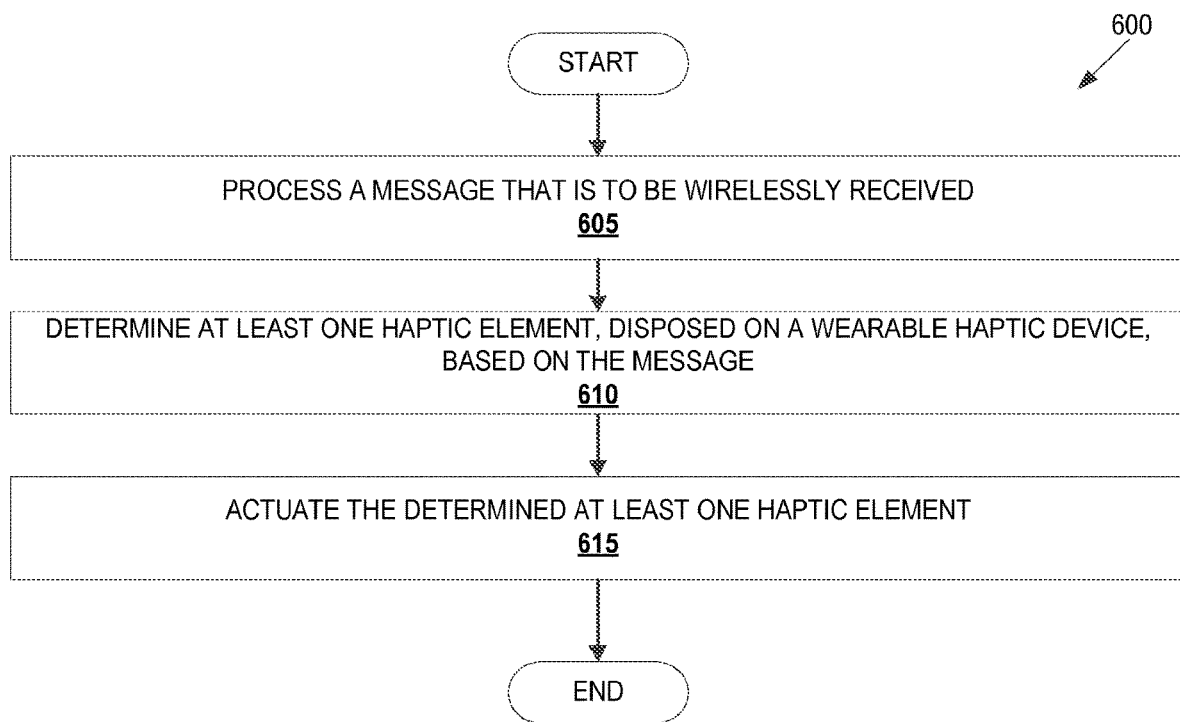 600
START
PROCESS A MESSAGE THAT IS TO BE WIRELESSLY RECEIVED
605
DETERMINE AT LEAST ONE HAPTIC ELEMENT, DISPOSED ON A WEARABLE HAPTIC DEVICE,
BASED ON THE MESSAGE
610
ACTUATE THE DETERMINED AT LEAST ONE HAPTIC ELEMENT
615
END